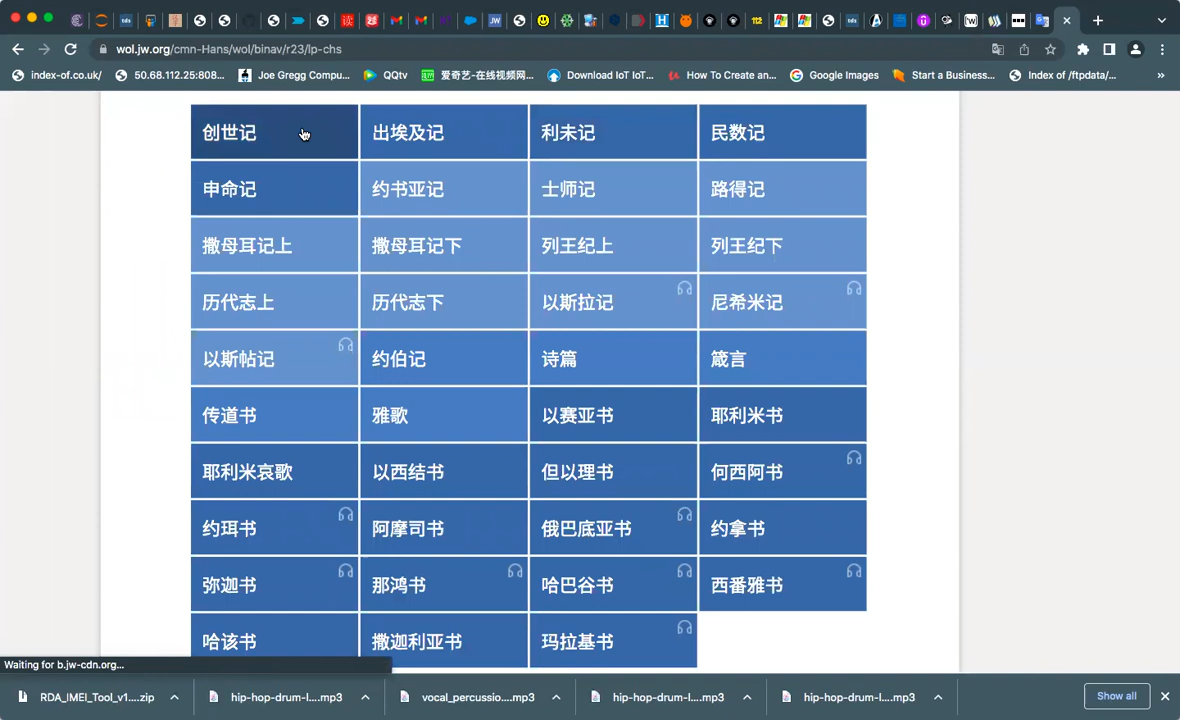 wol.jw.org/cmn-Hans/wol/binav/r23/lp-chs
index-of.co.uk/ 50.68.112.25:808... Joe Gregg Compu... QQtv 爱奇艺-在线视频网... Download IoT IoT... How To Create an... Google Images Start a Business... Index of /ftpdata/... »
创世记 出埃及记 利未记 民数记
申命记 约书亚记 士师记 路得记
撒母耳记上 撒母耳记下 列王纪上 列王纪下
历代志上 历代志下 以斯拉记 尼希米记
以斯帖记 约伯记 诗篇 箴言
传道书 雅歌 以赛亚书 耶利米书
耶利米哀歌 以西结书 但以理书 何西阿书
约珥书 阿摩司书 俄巴底亚书 约拿书
弥迦书 那鸿书 哈巴谷书 西番雅书
哈该书 撒迦利亚书 玛拉基书
Waiting for b.jw-cdn.org...
RDA_IMEI_Tool_v1....zip hip-hop-drum-l....mp3 vocal_percussio....mp3 hip-hop-drum-l....mp3 hip-hop-drum-l....mp3 Show all